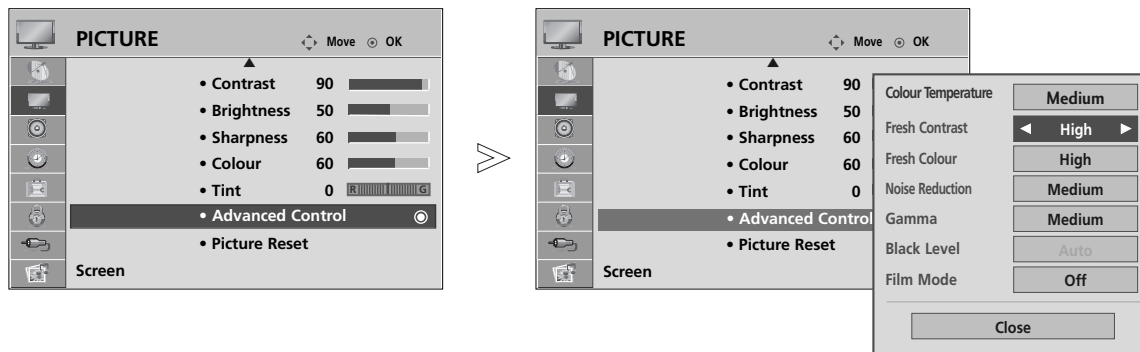 PICTURE Move OK
• Contrast 90
• Brightness 50
• Sharpness 60
• Colour 60
• Tint 0 R G
• Advanced Control
• Picture Reset
Screen
PICTURE Move OK
• Contrast 90
• Brightness 50
• Sharpness 60
• Colour 60
• Tint 0
• Advanced Control
• Picture Reset
Screen
Colour Temperature Medium
Fresh Contrast High
Fresh Colour High
Noise Reduction Medium
Gamma Medium
Black Level Auto
Film Mode Off
Close